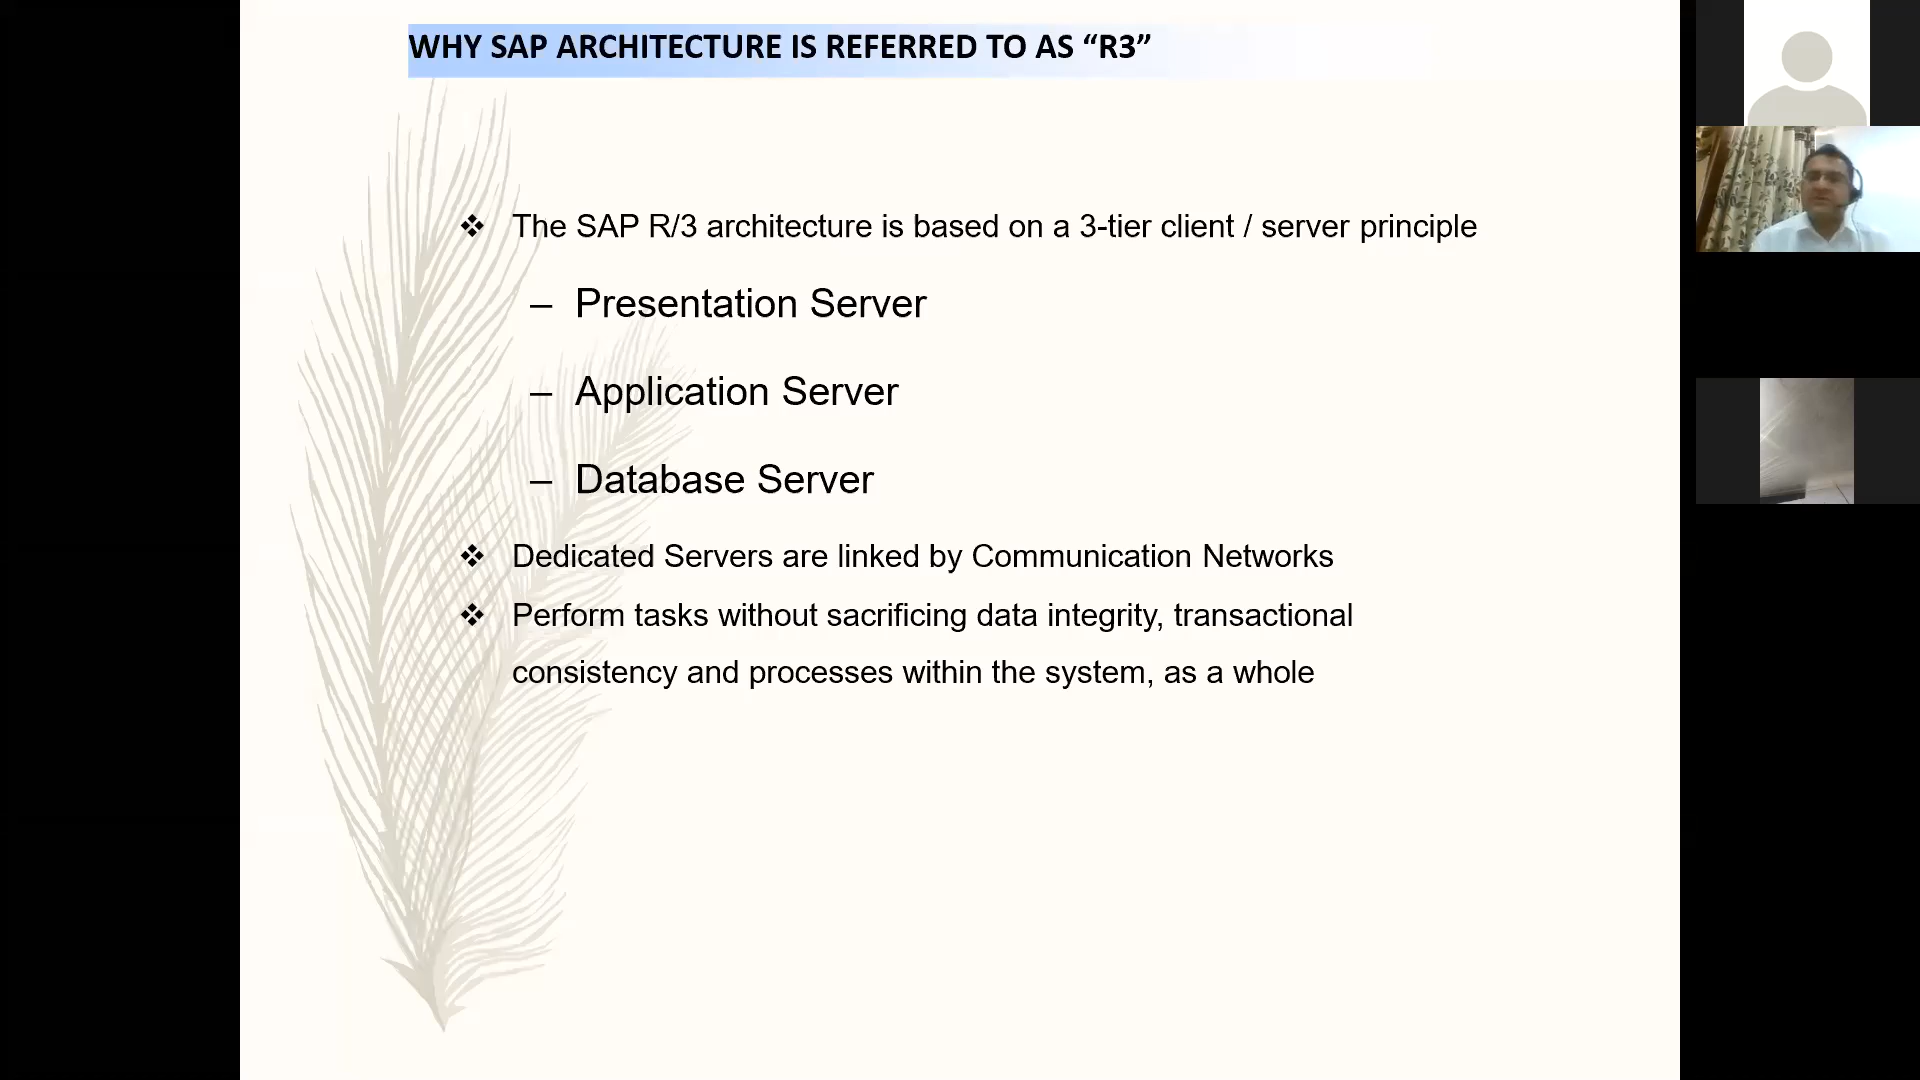 WHY SAP ARCHITECTURE IS REFERRED TO AS “R3”
❖ The SAP R/3 architecture is based on a 3-tier client / server principle
– Presentation Server
– Application Server
– Database Server
❖ Dedicated Servers are linked by Communication Networks
❖ Perform tasks without sacrificing data integrity, transactional
consistency and processes within the system, as a whole